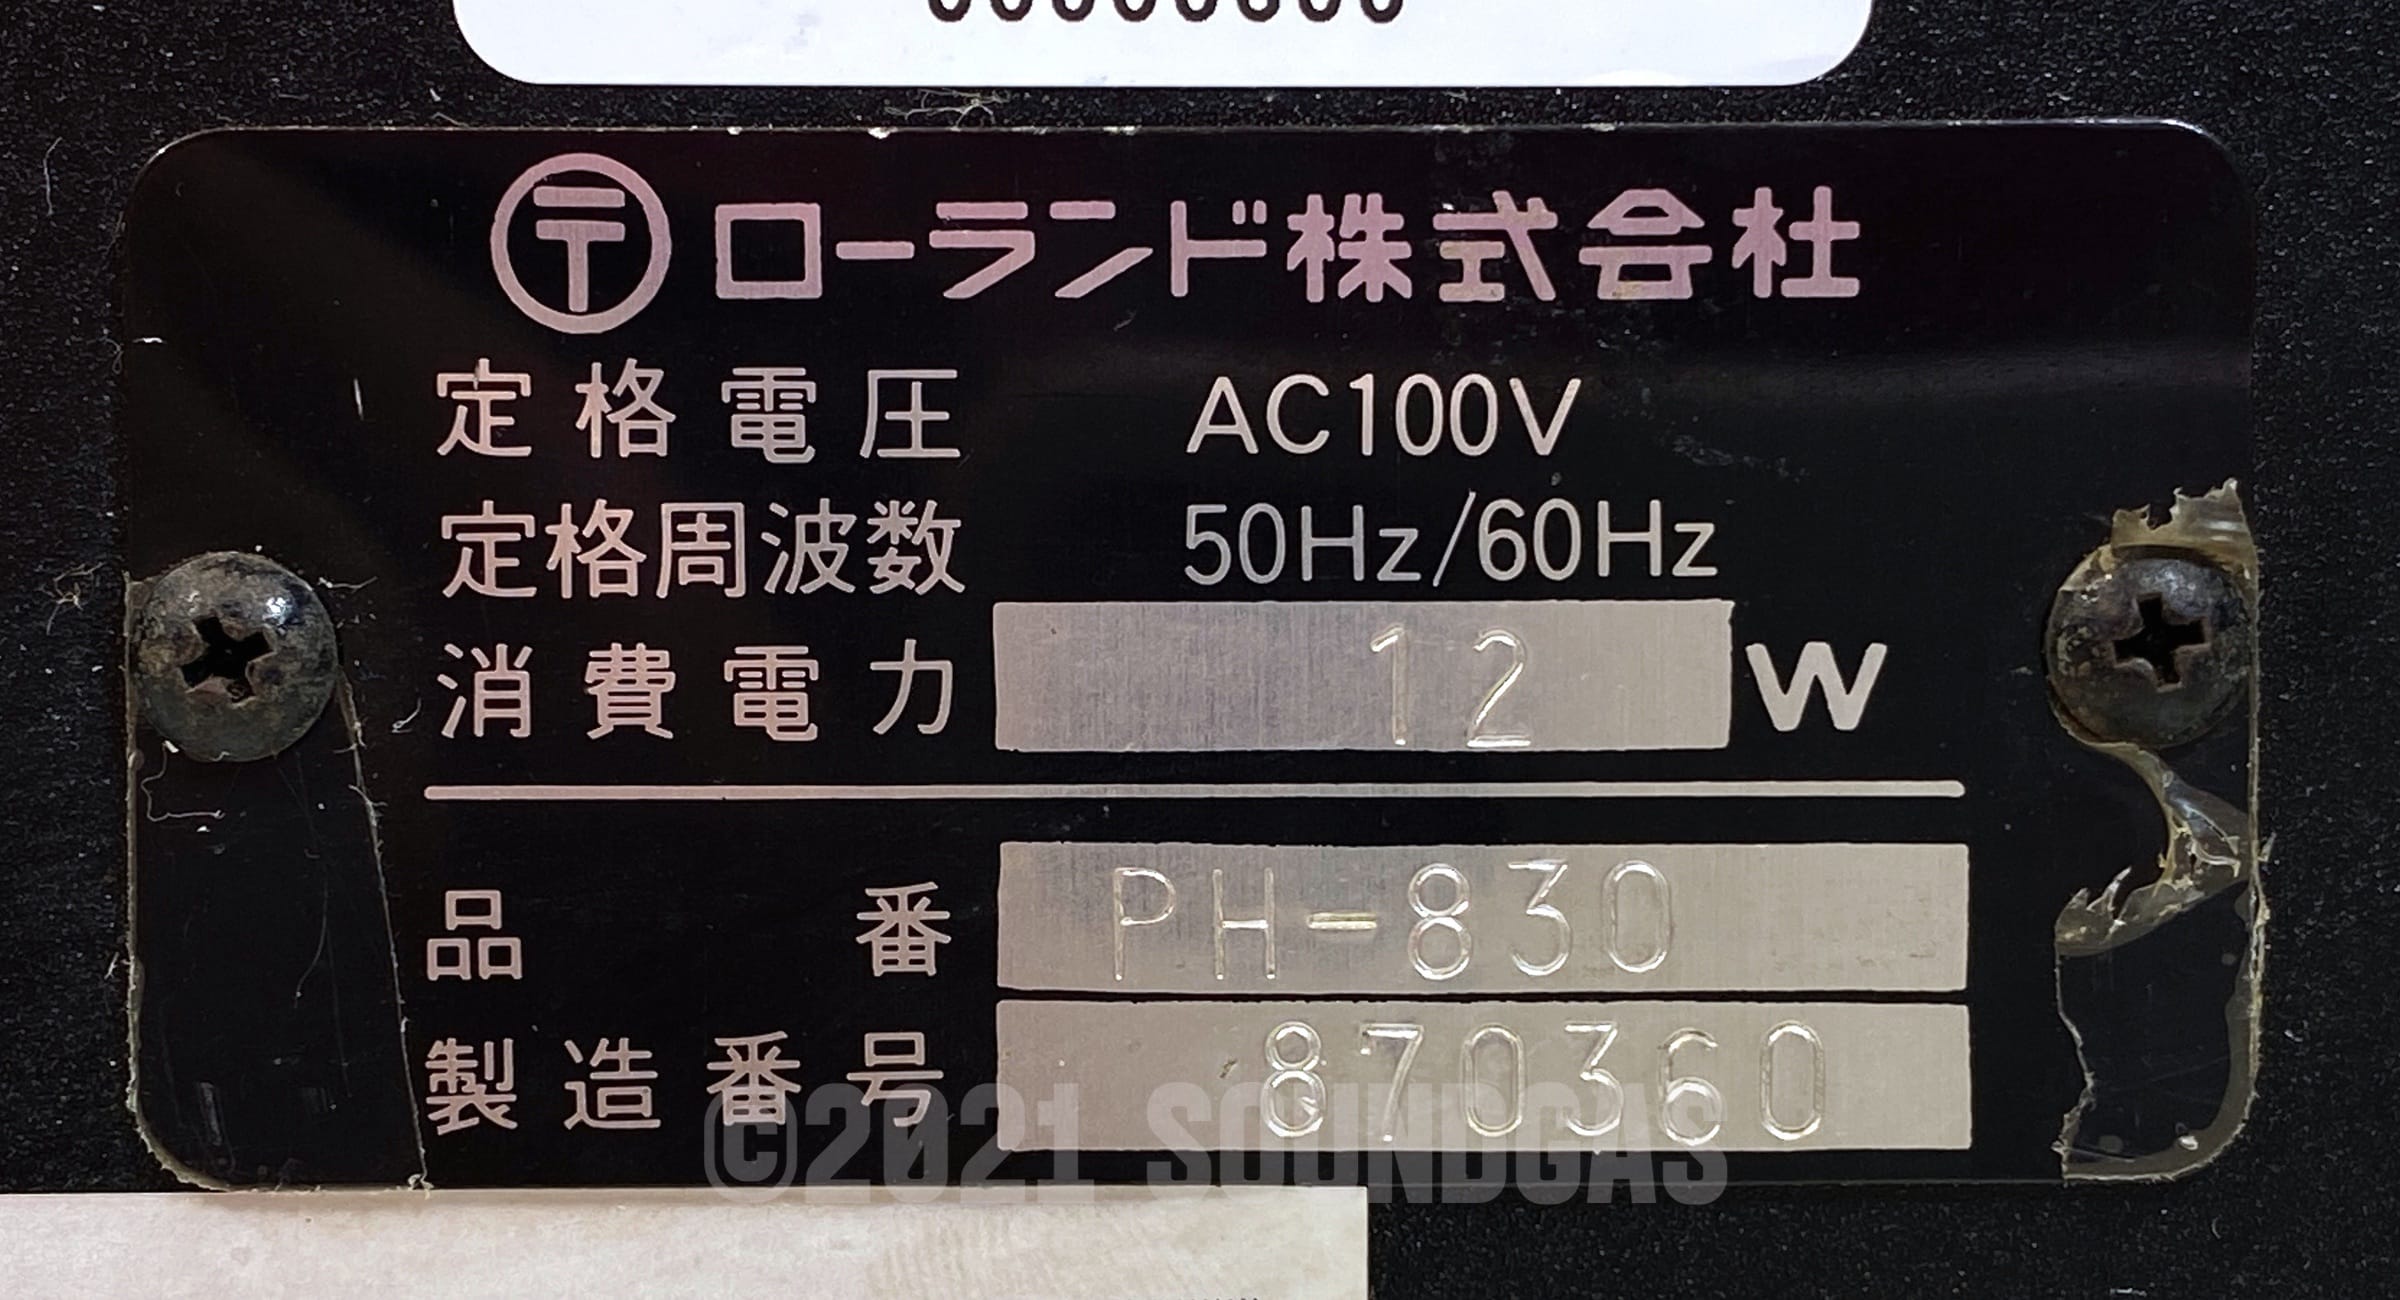 〶 ローランド株式会社
定格電圧 AC100V
定格周波数 50Hz/60Hz
消費電力 12 W
品番 PH-830
製造番号 870360
©2021 SOUNDGAS